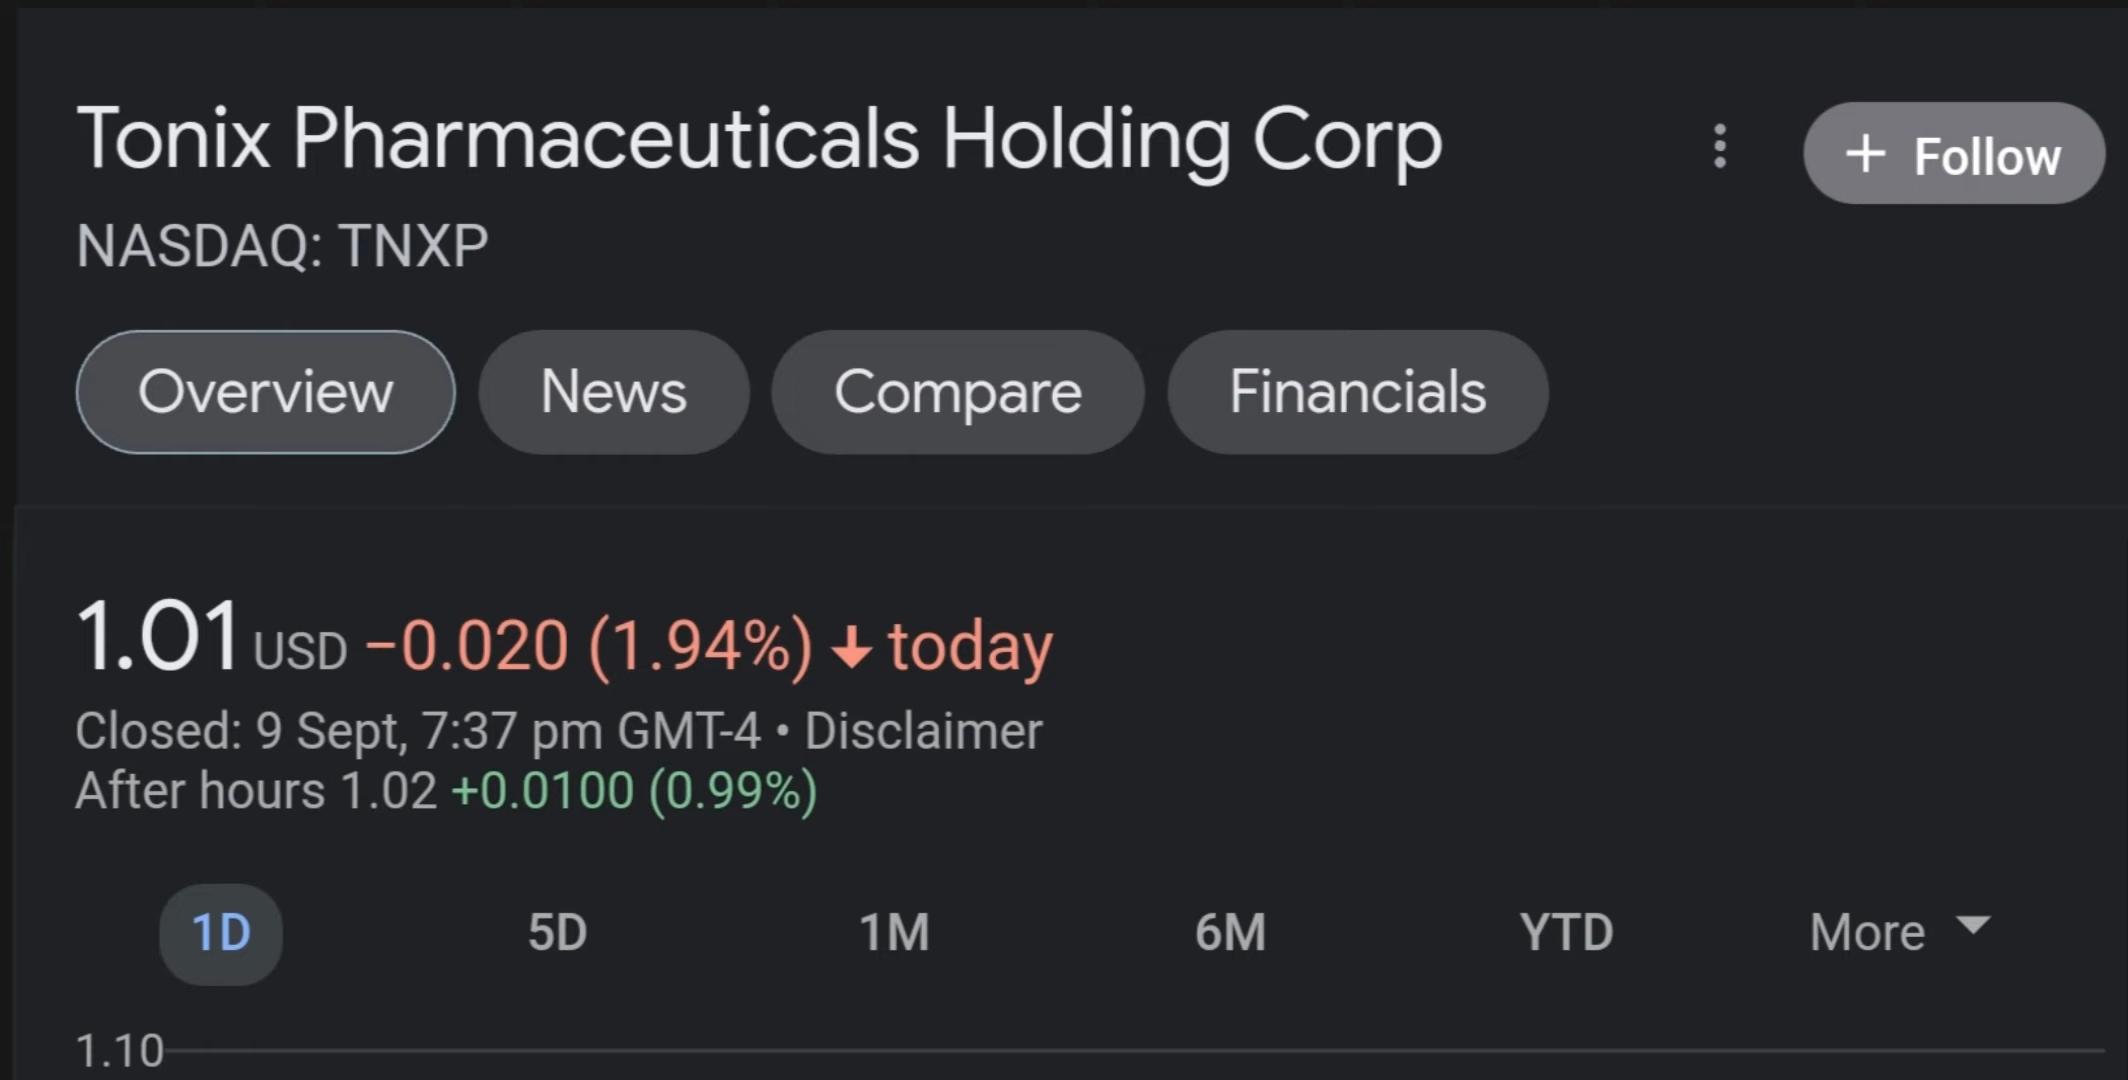 Tonix Pharmaceuticals Holding Corp
+ Follow
NASDAQ: TNXP
Overview News Compare Financials
1.01 USD −0.020 (1.94%) ↓ today
Closed: 9 Sept, 7:37 pm GMT-4 • Disclaimer
After hours 1.02 +0.0100 (0.99%)
1D 5D 1M 6M YTD More
1.10